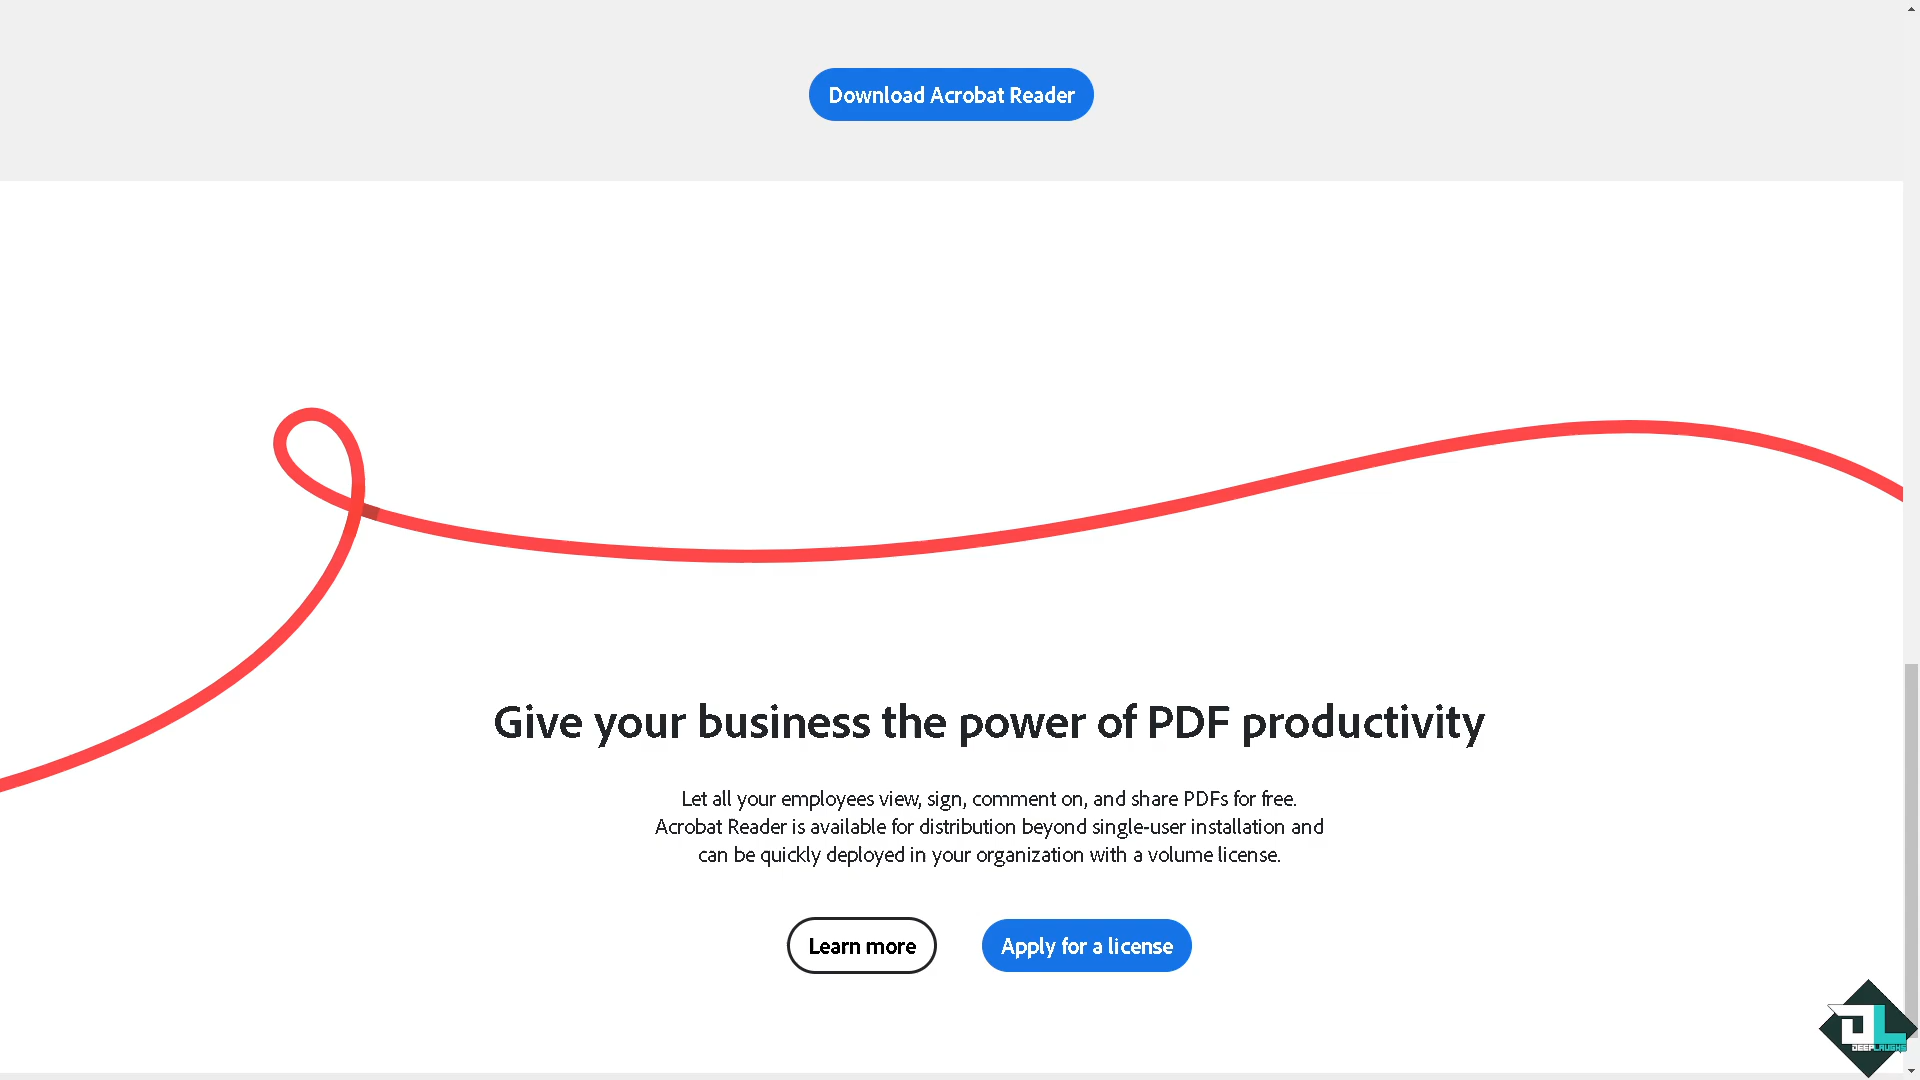 Download Acrobat Reader
Give your business the power of PDF productivity
Let all your employees view, sign, comment on, and share PDFs for free.
Acrobat Reader is available for distribution beyond single-user installation and
can be quickly deployed in your organization with a volume license.
Learn more
Apply for a license
DL
DEEPLAUGHS